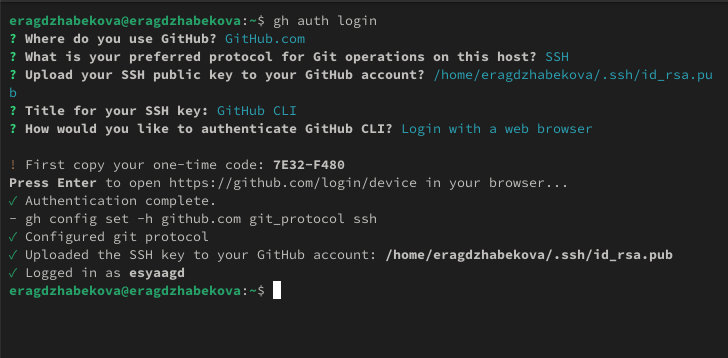 eragdzhabekova@eragdzhabekova:~$ gh auth login
? Where do you use GitHub? GitHub.com
? What is your preferred protocol for Git operations on this host? SSH
? Upload your SSH public key to your GitHub account? /home/eragdzhabekova/.ssh/id_rsa.pu
b
? Title for your SSH key: GitHub CLI
? How would you like to authenticate GitHub CLI? Login with a web browser
! First copy your one-time code: 7E32-F480
Press Enter to open https://github.com/login/device in your browser...
✓ Authentication complete.
- gh config set -h github.com git_protocol ssh
✓ Configured git protocol
✓ Uploaded the SSH key to your GitHub account: /home/eragdzhabekova/.ssh/id_rsa.pub
✓ Logged in as esyaagd
eragdzhabekova@eragdzhabekova:~$